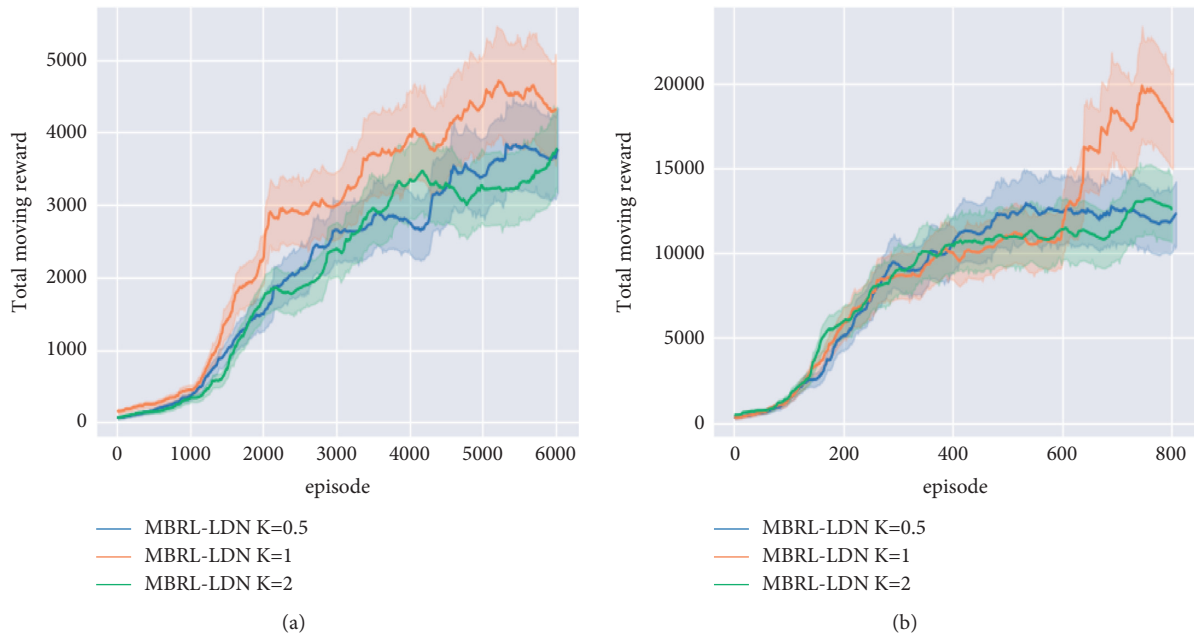 Total moving reward
5000
4000
3000
2000
1000
0
0 1000 2000 3000 4000 5000 6000
episode
MBRL-LDN K=0.5
MBRL-LDN K=1
MBRL-LDN K=2
(a)
Total moving reward
20000
15000
10000
5000
0
0 200 400 600 800
episode
MBRL-LDN K=0.5
MBRL-LDN K=1
MBRL-LDN K=2
(b)